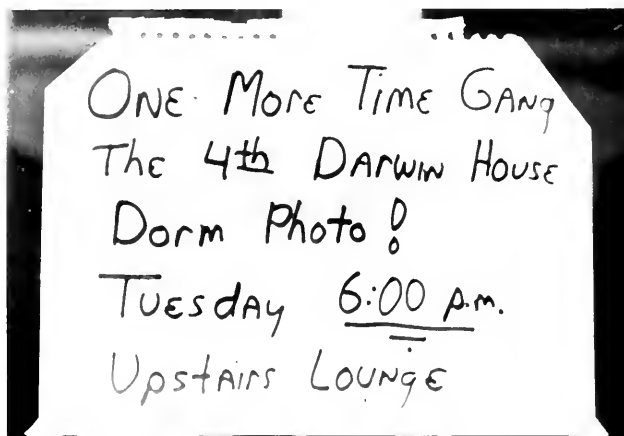 ONE MorE TimE GANg
ThE 4th DArwiN HousE
Dorm Photo!
TuEsdAy 6:00 p.m.
UpstAirs LouNgE